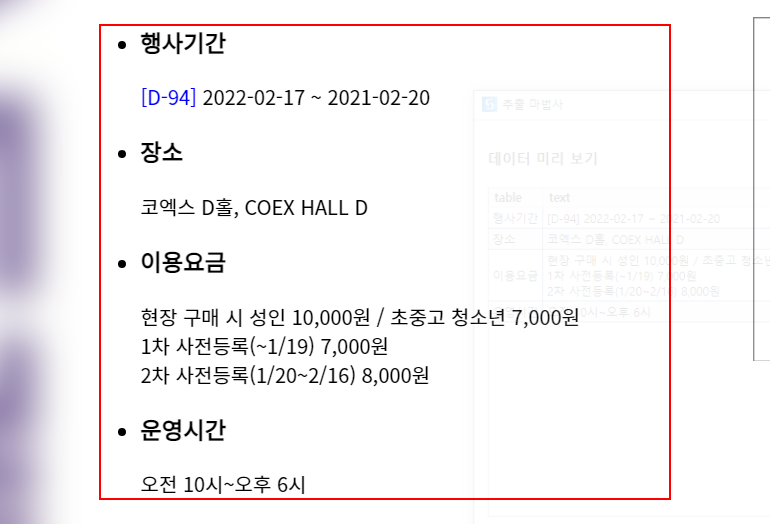 행사기간
[D-94] 2022-02-17 ~ 2021-02-20
장소
코엑스 D홀, COEX HALL D
이용요금
현장 구매 시 성인 10,000원 / 초중고 청소년 7,000원
1차 사전등록(~1/19) 7,000원
2차 사전등록(1/20~2/16) 8,000원
운영시간
오전 10시~오후 6시
추출 마법사
데이터 미리 보기
table text
행사기간 [D-94] 2022-02-17 ~ 2021-02-20
장소 코엑스 D홀, COEX HALL D
현장 구매 시 성인 10,000원 / 초중고 청소년
이용요금 1차 사전등록(~1/19) 7,000원
2차 사전등록(1/20~2/16) 8,000원
10시~오후 6시